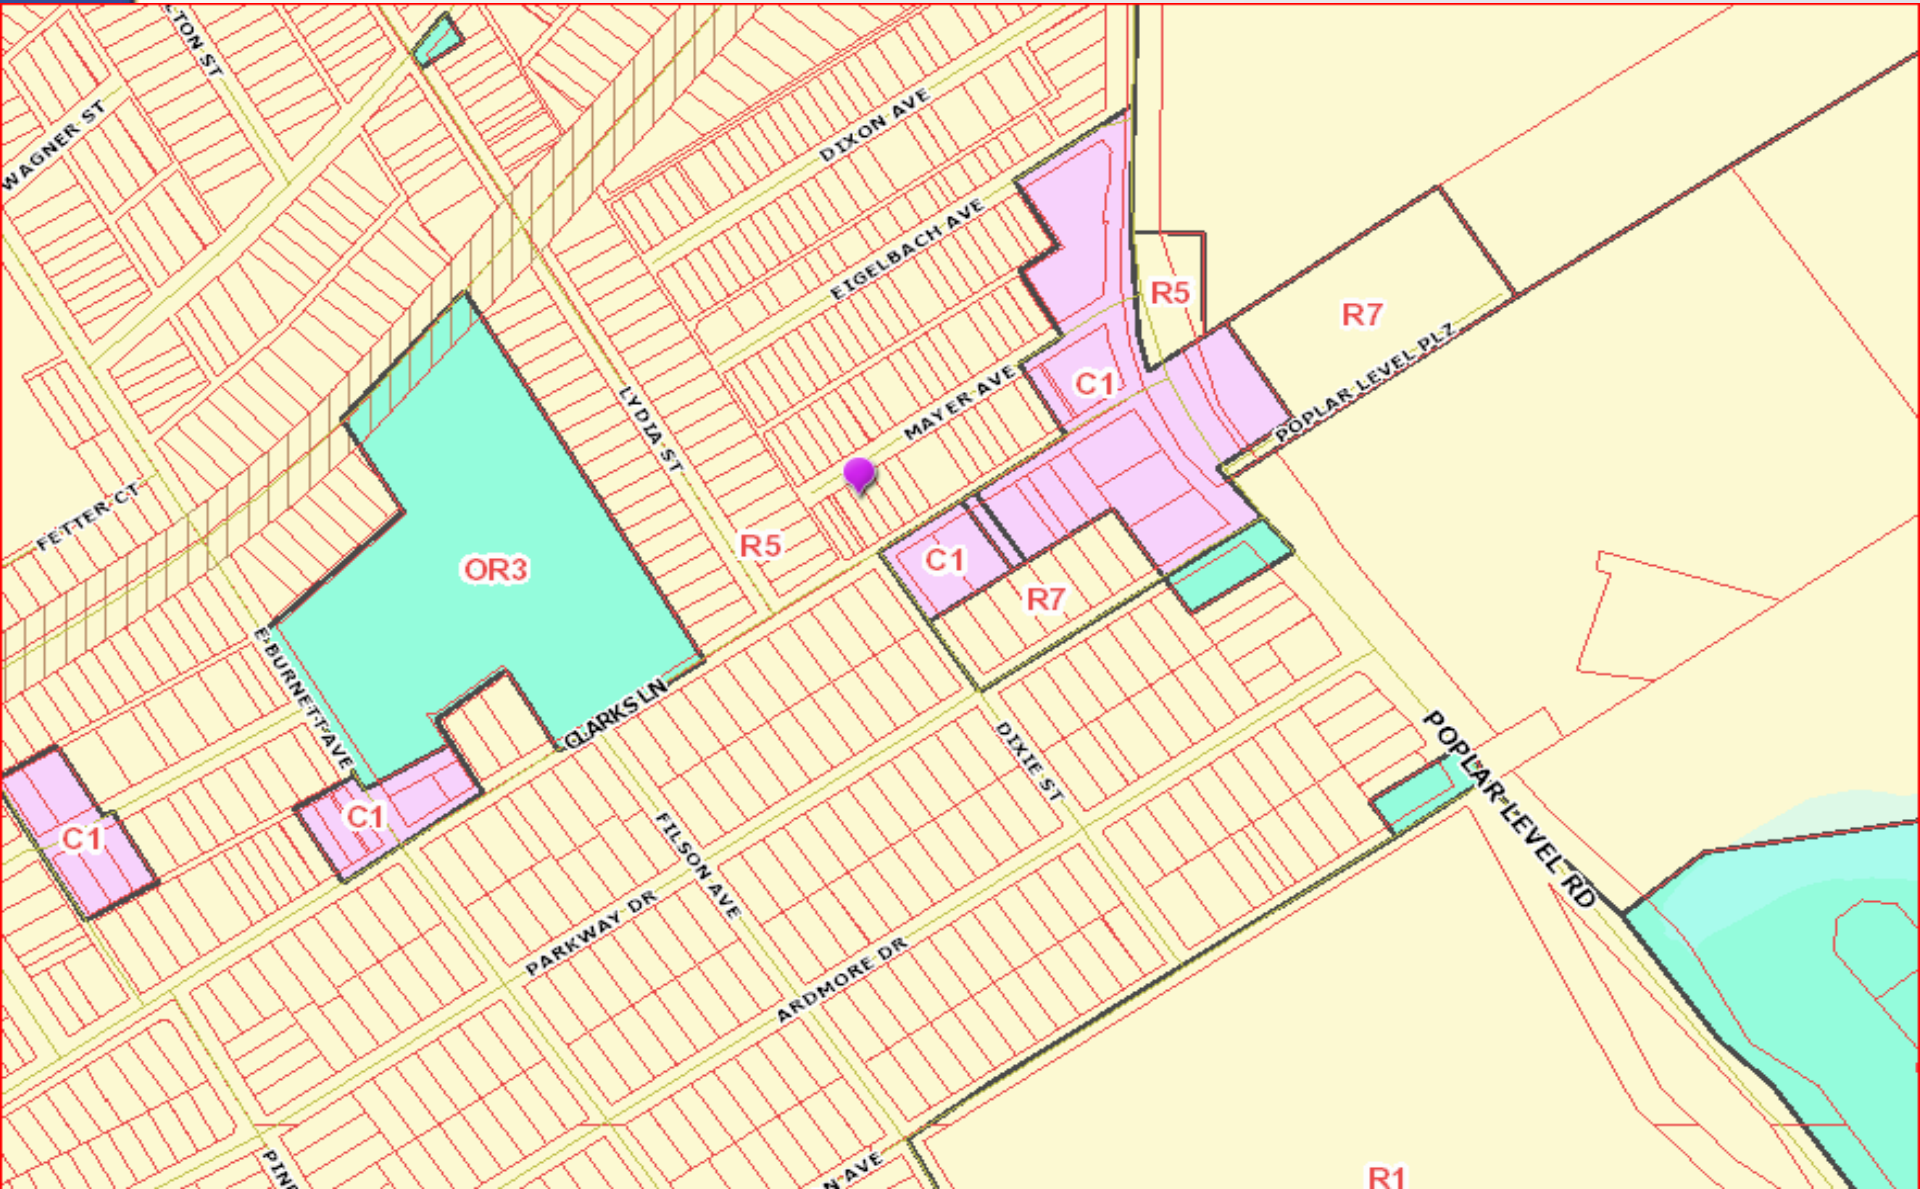 WAGNER ST
DIXON AVE
EIGELBACH AVE
R5
R7
POPLAR LEVEL PLZ
C1
MAYER AVE
LYDIA ST
FETTER CT
R5
OR3
C1
R7
E BURNETT AVE
CLARKS LN
DIXIE ST
POPLAR LEVEL RD
C1
C1
FILSON AVE
PARKWAY DR
ARDMORE DR
R1